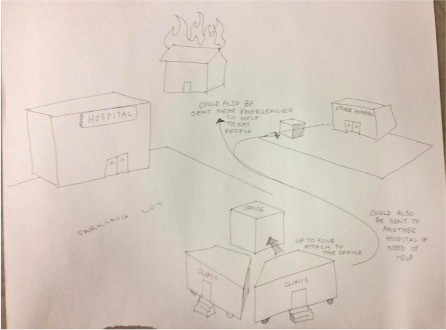 HOSPITAL
COULD ALSO BE
SENT NEAR EMERGENCIES
TO HELP
TREAT
PEOPLE
OTHER HOSPITAL
PARKING LOT
OFFICE
UP TO FOUR
ATTACH TO
THE OFFICE
COULD ALSO
BE SENT TO
ANOTHER
HOSPITAL IF
NEED OF
HELP
CLINIC
CLINIC